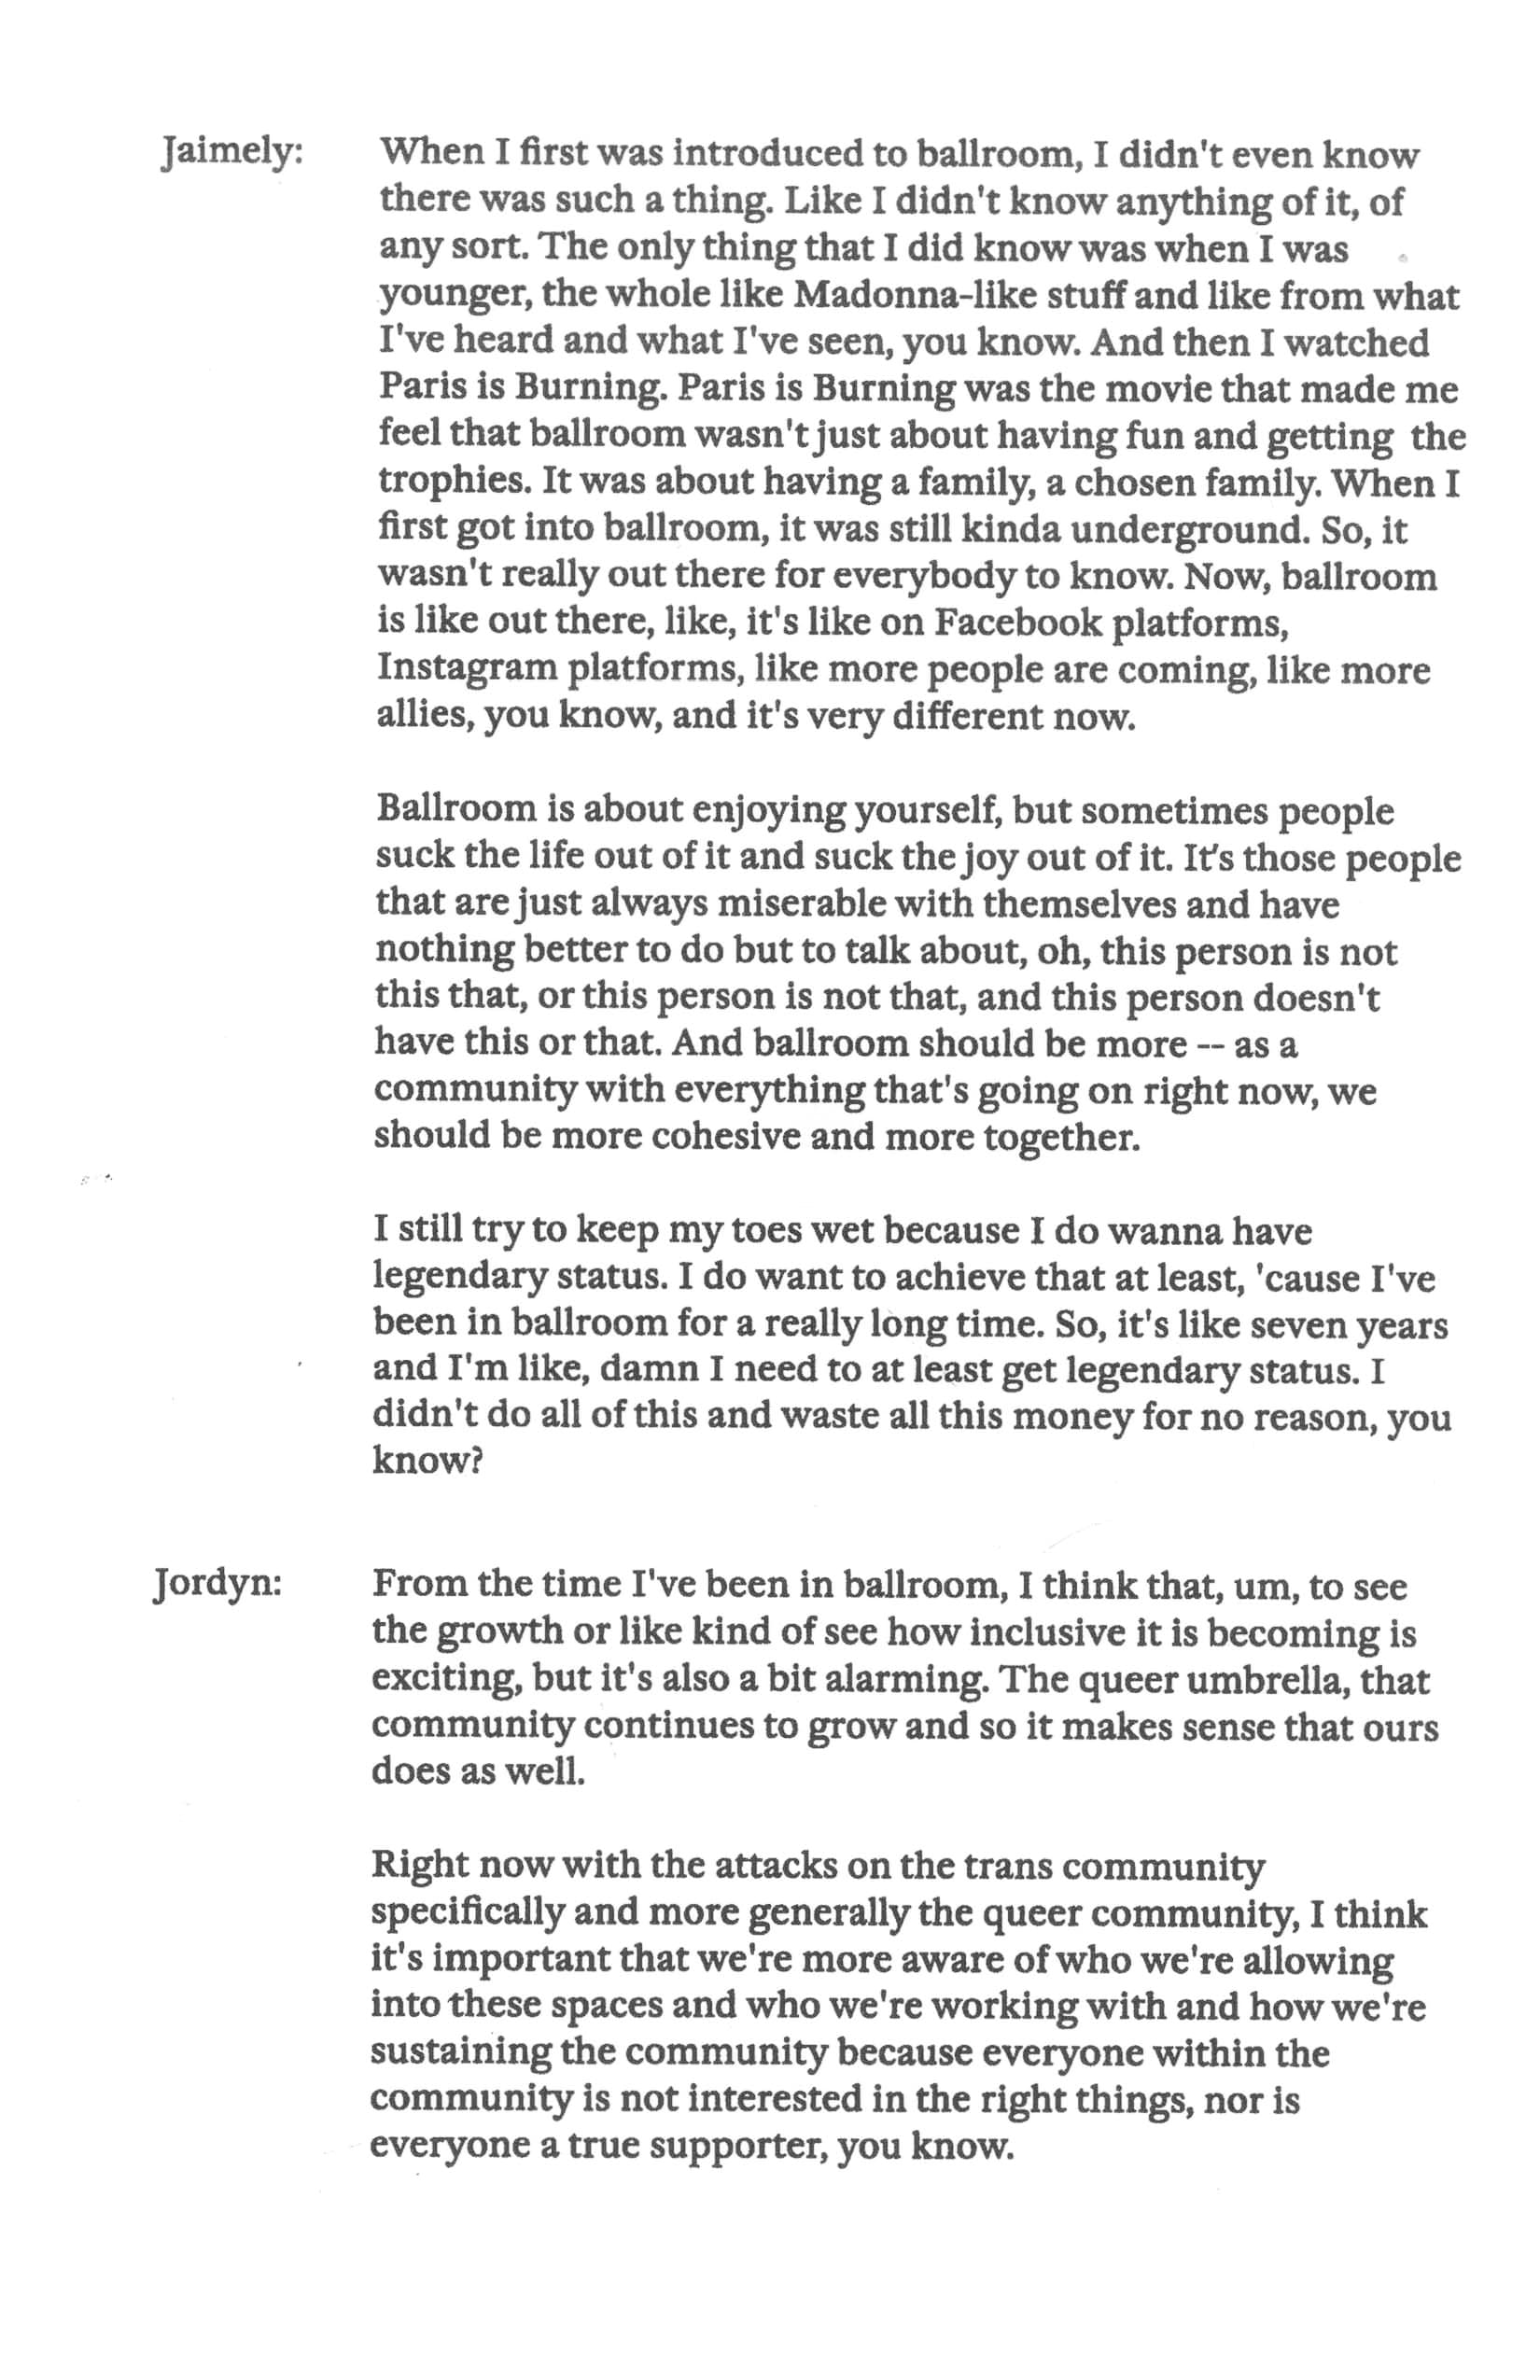 Jaimely: When I first was introduced to ballroom, I didn't even know
there was such a thing. Like I didn't know anything of it, of
any sort. The only thing that I did know was when I was
younger, the whole like Madonna-like stuff and like from what
I've heard and what I've seen, you know. And then I watched
Paris is Burning. Paris is Burning was the movie that made me
feel that ballroom wasn't just about having fun and getting the
trophies. It was about having a family, a chosen family. When I
first got into ballroom, it was still kinda underground. So, it
wasn't really out there for everybody to know. Now, ballroom
is like out there, like, it's like on Facebook platforms,
Instagram platforms, like more people are coming, like more
allies, you know, and it's very different now.
Ballroom is about enjoying yourself, but sometimes people
suck the life out of it and suck the joy out of it. It's those people
that are just always miserable with themselves and have
nothing better to do but to talk about, oh, this person is not
this that, or this person is not that, and this person doesn't
have this or that. And ballroom should be more -- as a
community with everything that's going on right now, we
should be more cohesive and more together.
I still try to keep my toes wet because I do wanna have
legendary status. I do want to achieve that at least, 'cause I've
been in ballroom for a really long time. So, it's like seven years
and I'm like, damn I need to at least get legendary status. I
didn't do all of this and waste all this money for no reason, you
know?
Jordyn: From the time I've been in ballroom, I think that, um, to see
the growth or like kind of see how inclusive it is becoming is
exciting, but it's also a bit alarming. The queer umbrella, that
community continues to grow and so it makes sense that ours
does as well.
Right now with the attacks on the trans community
specifically and more generally the queer community, I think
it's important that we're more aware of who we're allowing
into these spaces and who we're working with and how we're
sustaining the community because everyone within the
community is not interested in the right things, nor is
everyone a true supporter, you know.